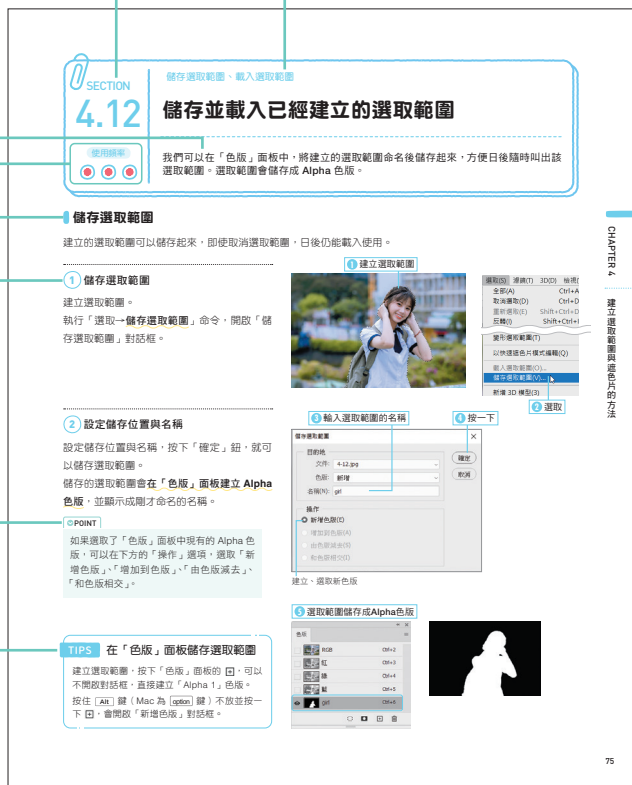 儲存選取範圍、載入選取範圍
SECTION
4.12
儲存並載入已經建立的選取範圍
使用頻率
我們可以在「色版」面板中，將建立的選取範圍命名後儲存起來，方便日後隨時叫出該
選取範圍。選取範圍會儲存成 Alpha 色版。
儲存選取範圍
建立的選取範圍可以儲存起來，即使取消選取範圍，日後仍能載入使用。
1 儲存選取範圍
建立選取範圍。
執行「選取→儲存選取範圍」命令，開啟「儲
存選取範圍」對話框。
1 建立選取範圍
選取(S) 濾鏡(T) 3D(D) 檢視(
全部(A) Ctrl+A
取消選取(D) Ctrl+D
重新選取(E) Shift+Ctrl+D
反轉(I) Shift+Ctrl+I
變形選取範圍(T)
以快速遮色片模式編輯(Q)
載入選取範圍(O)...
儲存選取範圍(V)...
新增 3D 模型(3)
2 選取
2 設定儲存位置與名稱
設定儲存位置與名稱，按下「確定」鈕，就可
以儲存選取範圍。
儲存的選取範圍會在「色版」面板建立 Alpha
色版，並顯示成剛才命名的名稱。
POINT
如果選取了「色版」面板中現有的 Alpha 色
版，可以在下方的「操作」選項，選取「新
增色版」、「增加到色版」、「由色版減去」、
「和色版相交」。
3 輸入選取範圍的名稱
4 按一下
儲存選取範圍
目的地
文件: 4-12.jpg
色版: 新增
名稱(N): girl
確定
取消
操作
新增色版(E)
增加到色版(A)
由色版減去(S)
和色版相交(I)
建立、選取新色版
5 選取範圍儲存成Alpha色版
色版
RGB Ctrl+2
紅 Ctrl+3
綠 Ctrl+4
藍 Ctrl+5
girl Ctrl+6
TIPS 在「色版」面板儲存選取範圍
建立選取範圍，按下「色版」面板的 ，可以
不開啟對話框，直接建立「Alpha 1」色版。
按住 Alt 鍵（Mac 為 option 鍵）不放並按一
下 ，會開啟「新增色版」對話框。
CHAPTER 4
建立選取範圍與遮色片的方法
75